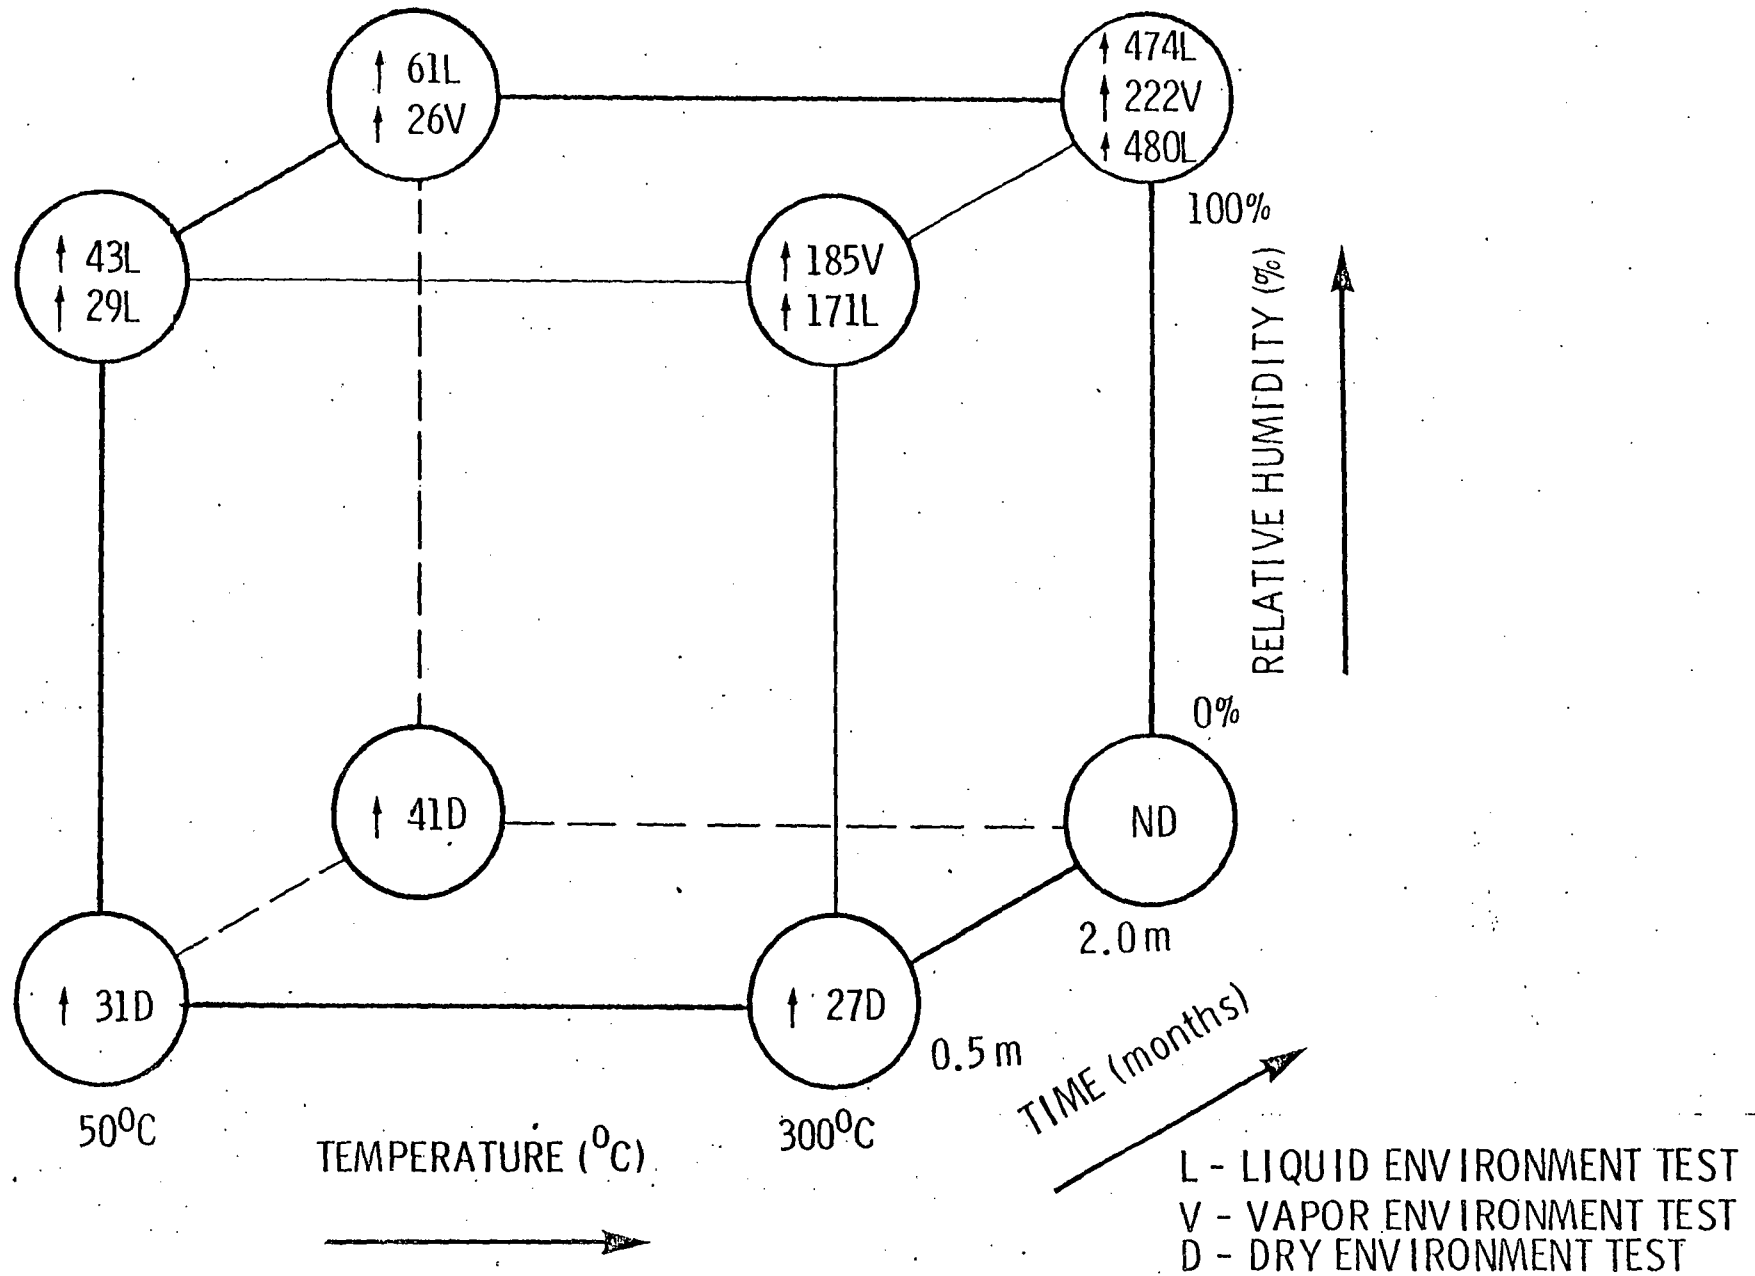 ↑ 61L
↑ 26V
↑ 474L
↑ 222V
↑ 480L
100%
↑ 43L
↑ 29L
↑ 185V
↑ 171L
RELATIVE HUMIDITY (%)
0%
↑ 41D
ND
2.0 m
↑ 31D
↑ 27D
0.5 m
TIME (months)
50°C
300°C
TEMPERATURE (°C)
L - LIQUID ENVIRONMENT TEST
V - VAPOR ENVIRONMENT TEST
D - DRY ENVIRONMENT TEST